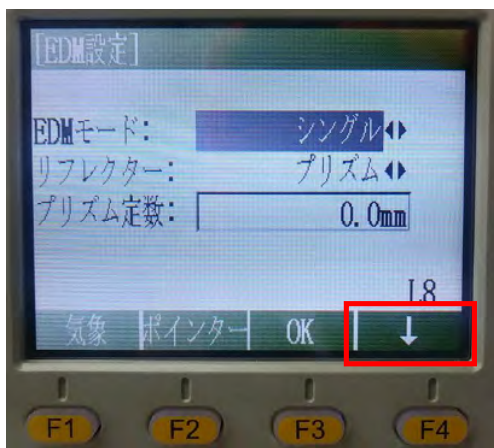 [EDM設定]
EDMモード: シングル
リフレクター: プリズム
プリズム定数: 0.0mm
L8
気象 ポインター OK ↓
F1 F2 F3 F4